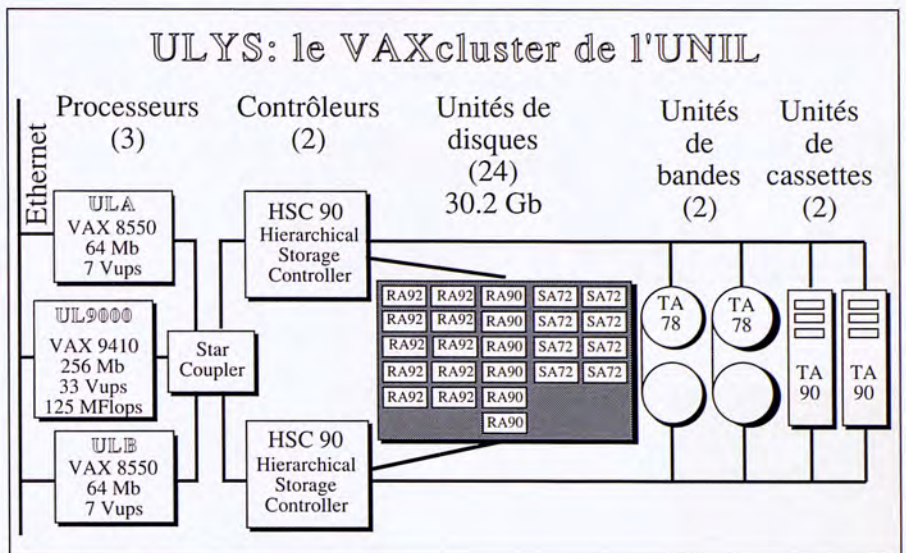 ULYS: le VAXcluster de l'UNIL
Ethernet
Processeurs
(3)
Contrôleurs
(2)
Unités de
disques
(24)
30.2 Gb
Unités
de
bandes
(2)
Unités
de
cassettes
(2)
ULA
VAX 8550
64 Mb
7 Vups
UL9000
VAX 9410
256 Mb
33 Vups
125 MFlops
ULB
VAX 8550
64 Mb
7 Vups
Star
Coupler
HSC 90
Hierarchical
Storage
Controller
HSC 90
Hierarchical
Storage
Controller
RA92 RA92 RA90 SA72 SA72
RA92 RA92 RA90 SA72 SA72
RA92 RA92 RA90 SA72 SA72
RA92 RA92 RA90 SA72 SA72
RA92 RA92 RA90
RA90
TA
78
TA
78
TA
90
TA
90